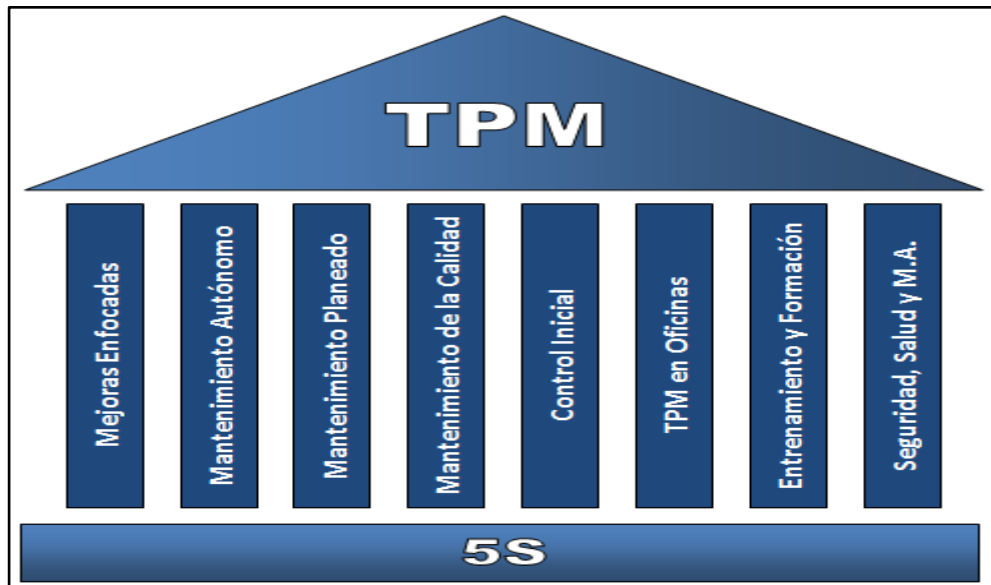 TPM
Mejoras Enfocadas
Mantenimiento Autónomo
Mantenimiento Planeado
Mantenimiento de la Calidad
Control Inicial
TPM en Oficinas
Entrenamiento y Formación
Seguridad, Salud y M.A.
5S